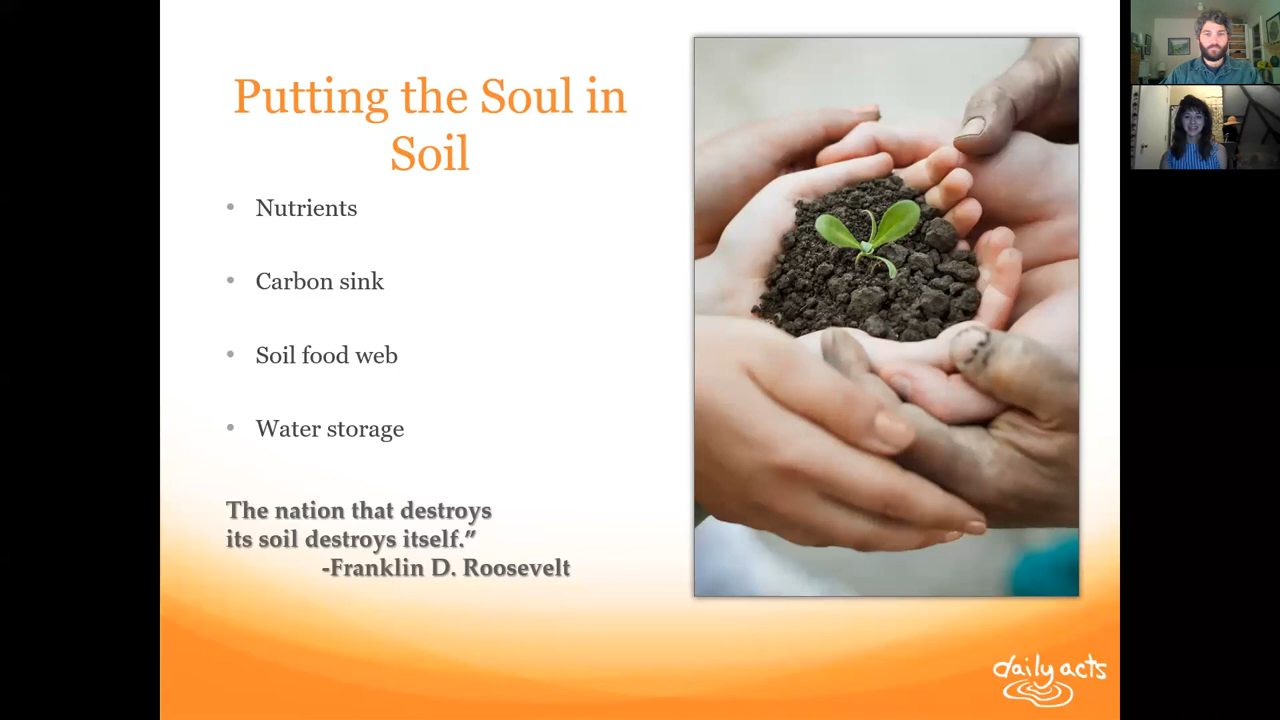 Putting the Soul in
Soil
• Nutrients
• Carbon sink
• Soil food web
• Water storage
The nation that destroys
its soil destroys itself.”
-Franklin D. Roosevelt
daily acts